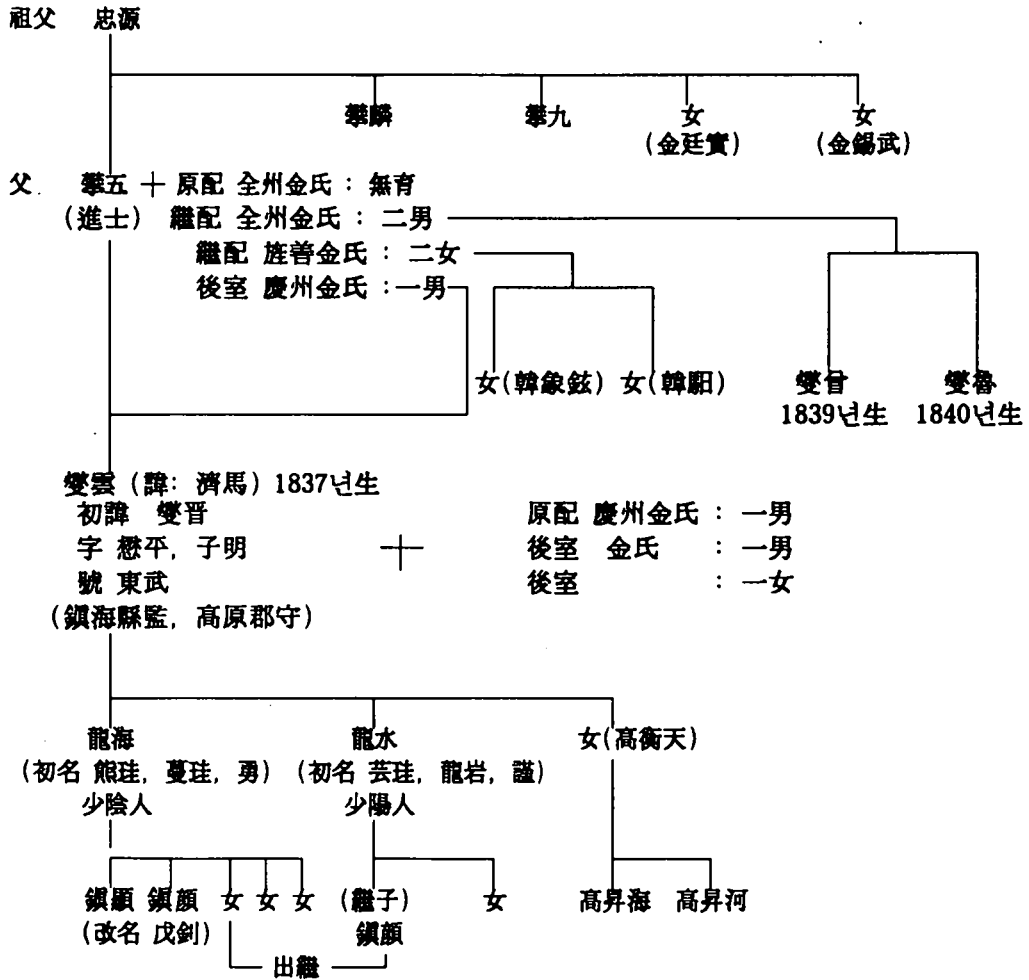 祖父 忠源
攀麟 攀九 女 女
(金廷實) (金錫武)
父 攀五 + 原配 全州金氏 : 無育
(進士) 繼配 全州金氏 : 二男
繼配 旌善金氏 : 二女
後室 慶州金氏 : 一男
女(韓象鉉) 女(韓馹) 燮曾 燮魯
1839년生 1840년生
燮雲 (諱: 濟馬) 1837년生
初諱 燮晋
字 懋平, 子明
號 東武
(鎭海縣監, 高原郡守)
+
原配 慶州金氏 : 一男
後室 金氏 : 一男
後室 : 一女
龍海 龍水 女(高衡天)
(初名 熊珪, 蔓珪, 勇) (初名 芸珪, 龍岩, 謹)
少陰人 少陽人
鎭顯 鎭顔 女 女 女 (繼子) 女 高昇海 高昇河
(改名 戊釗) 鎭顔
出繼